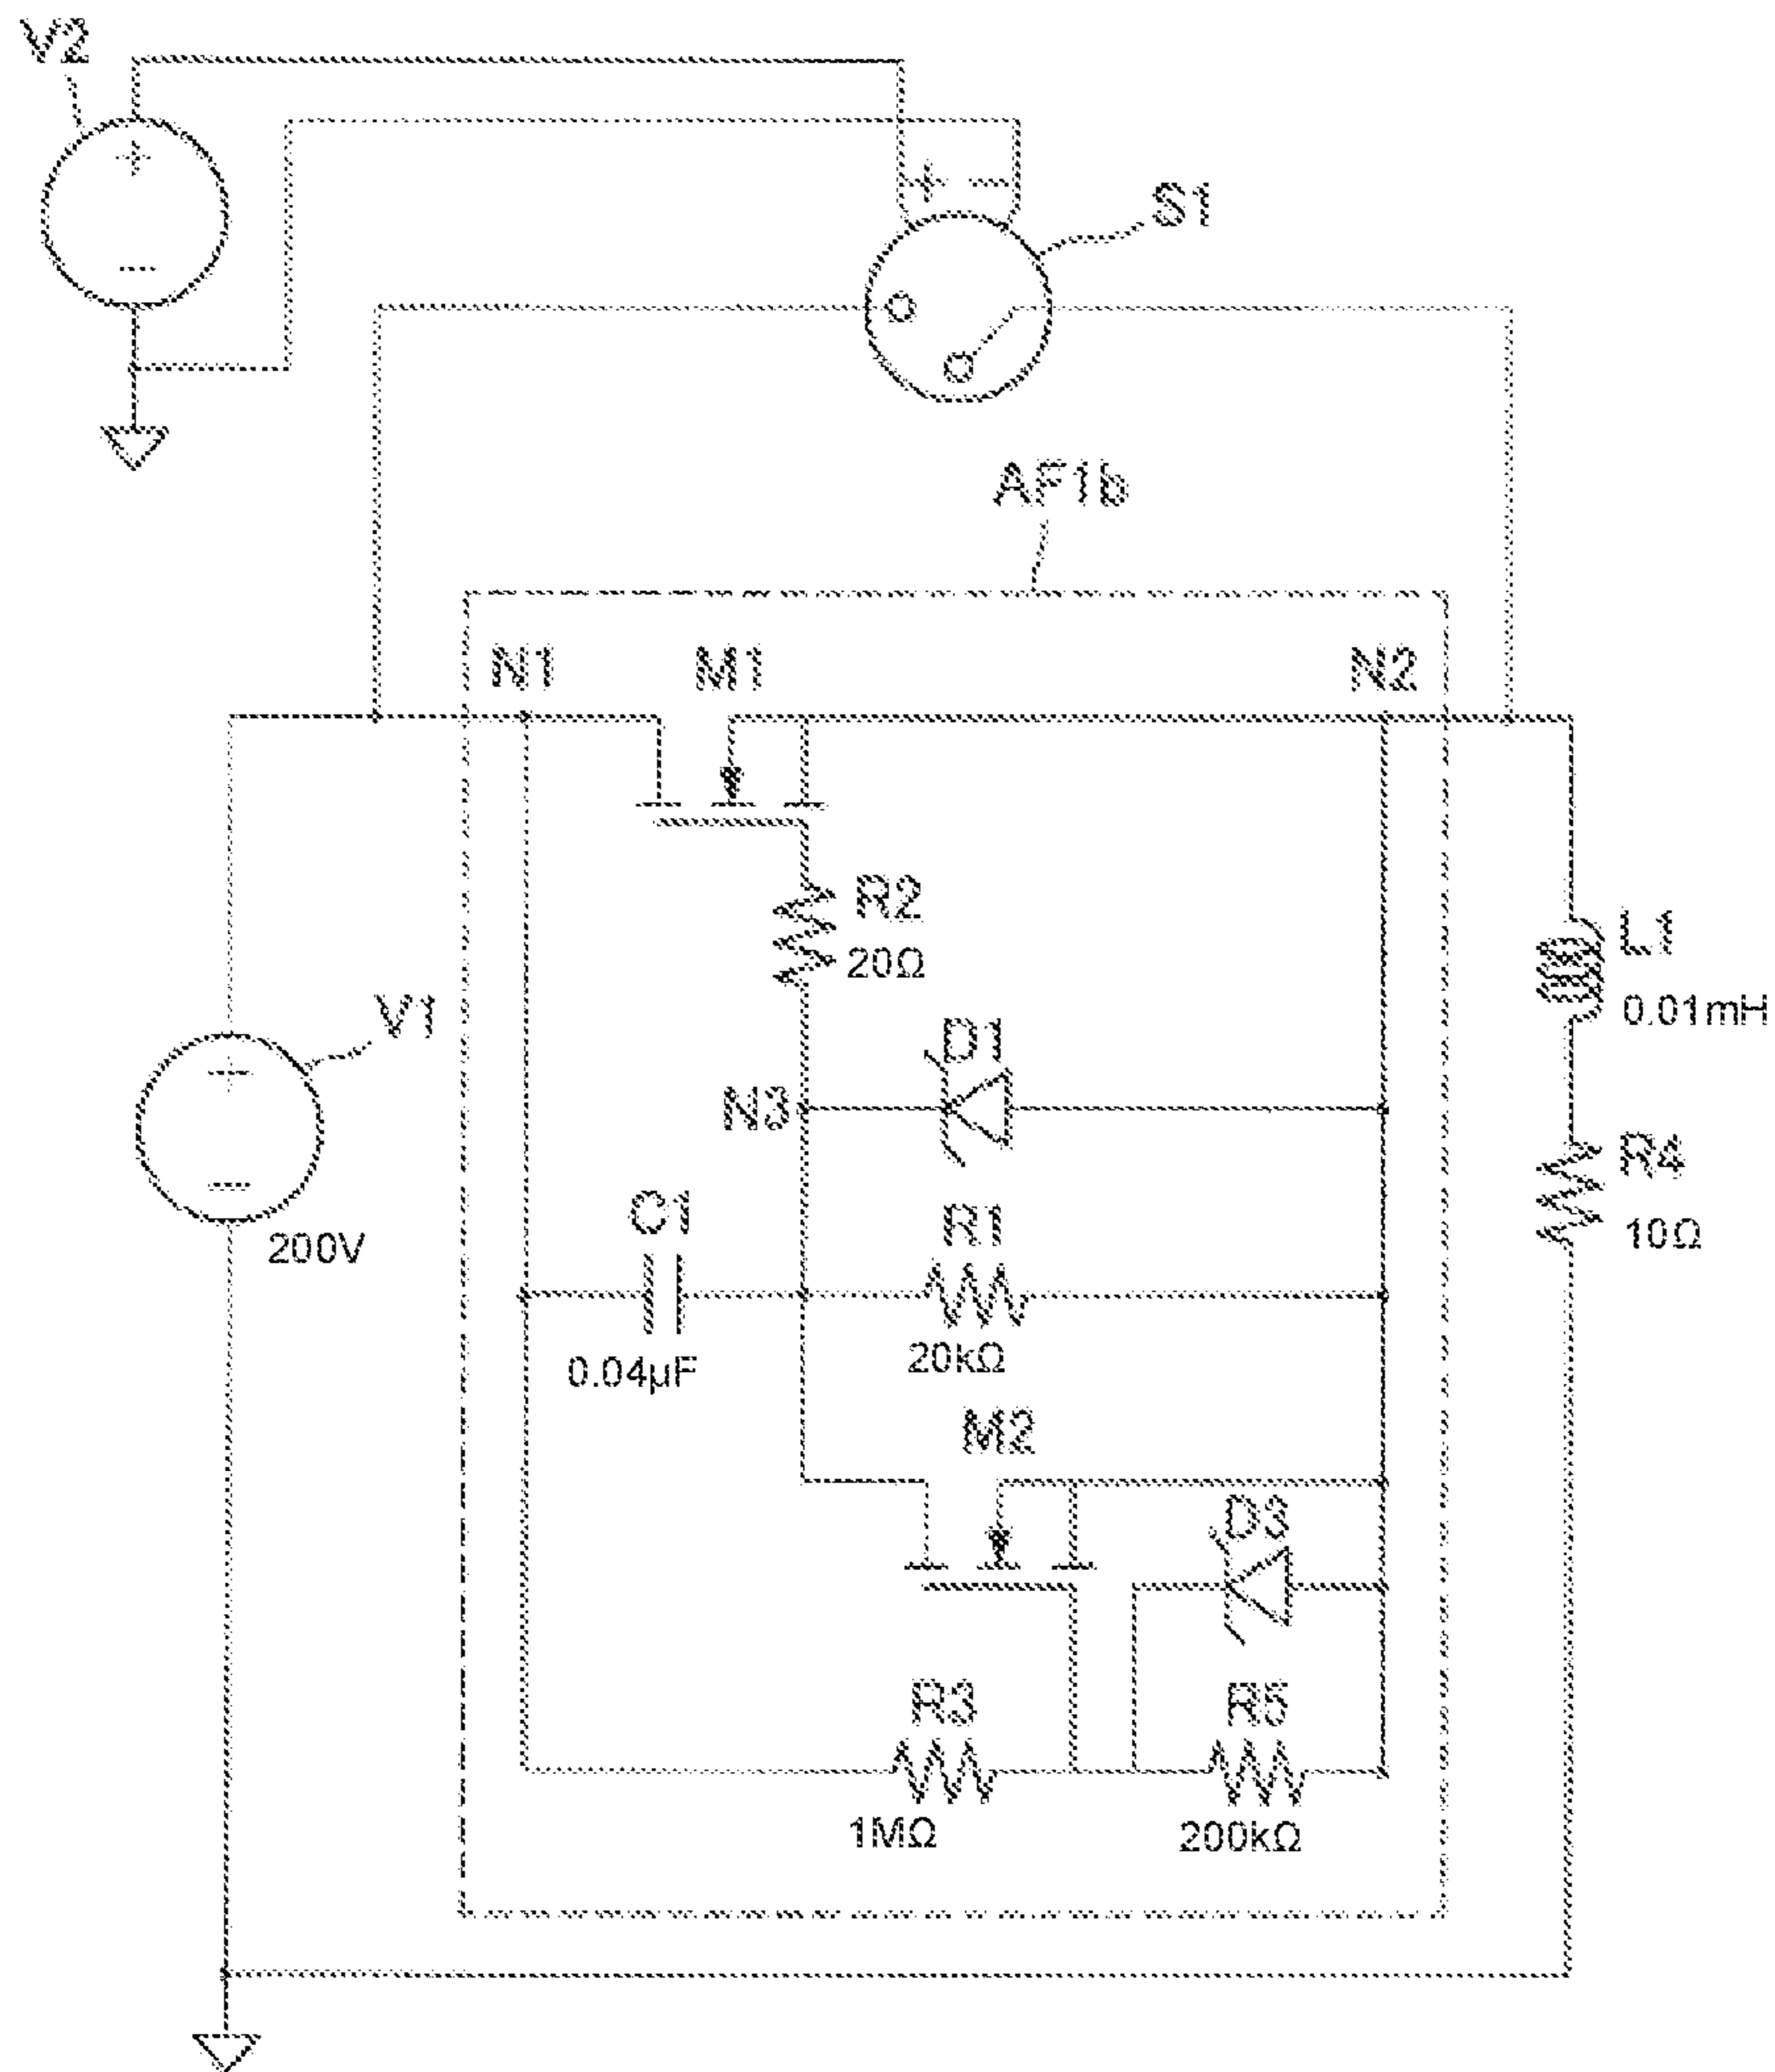 V2
+
−
+ −
S1
AF1b
N1
M1
N2
R2
20Ω
L1
0.01mH
V1
+
−
200V
D1
N3
R4
10Ω
C1
0.04µF
R1
20kΩ
M2
D3
R3
1MΩ
R5
200kΩ